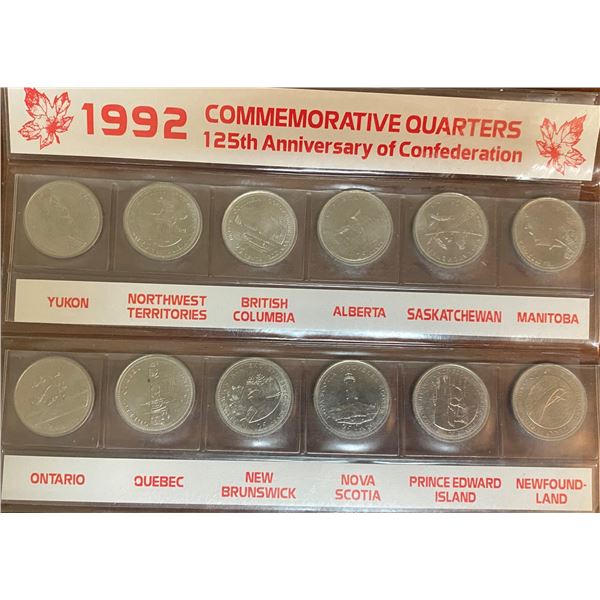 1992 COMMEMORATIVE QUARTERS
125th Anniversary of Confederation
YUKON
NORTHWEST TERRITORIES
BRITISH COLUMBIA
ALBERTA
SASKATCHEWAN
MANITOBA
ONTARIO
QUEBEC
NEW BRUNSWICK
NOVA SCOTIA
PRINCE EDWARD ISLAND
NEWFOUND-
LAND